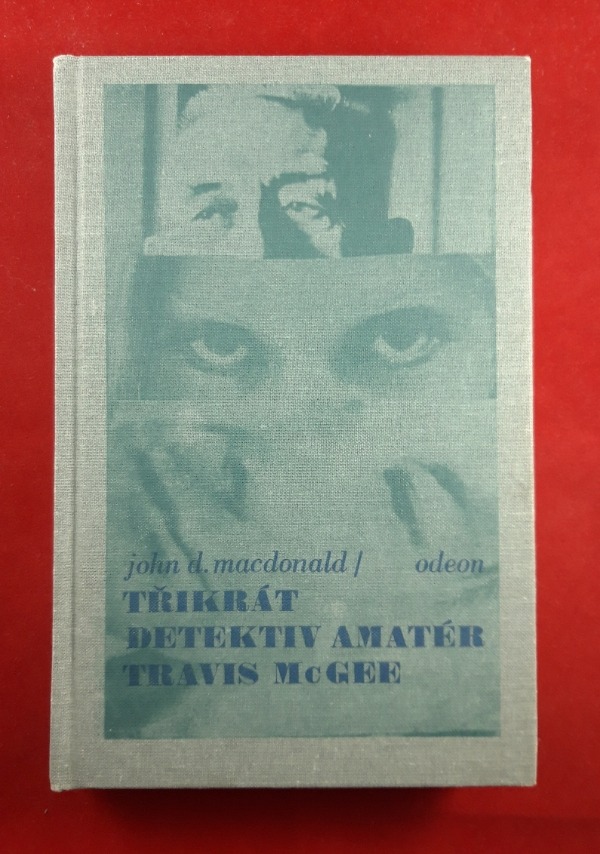 john d. macdonald / odeon
TŘIKRÁT
DETEKTIV AMATÉR
TRAVIS McGEE